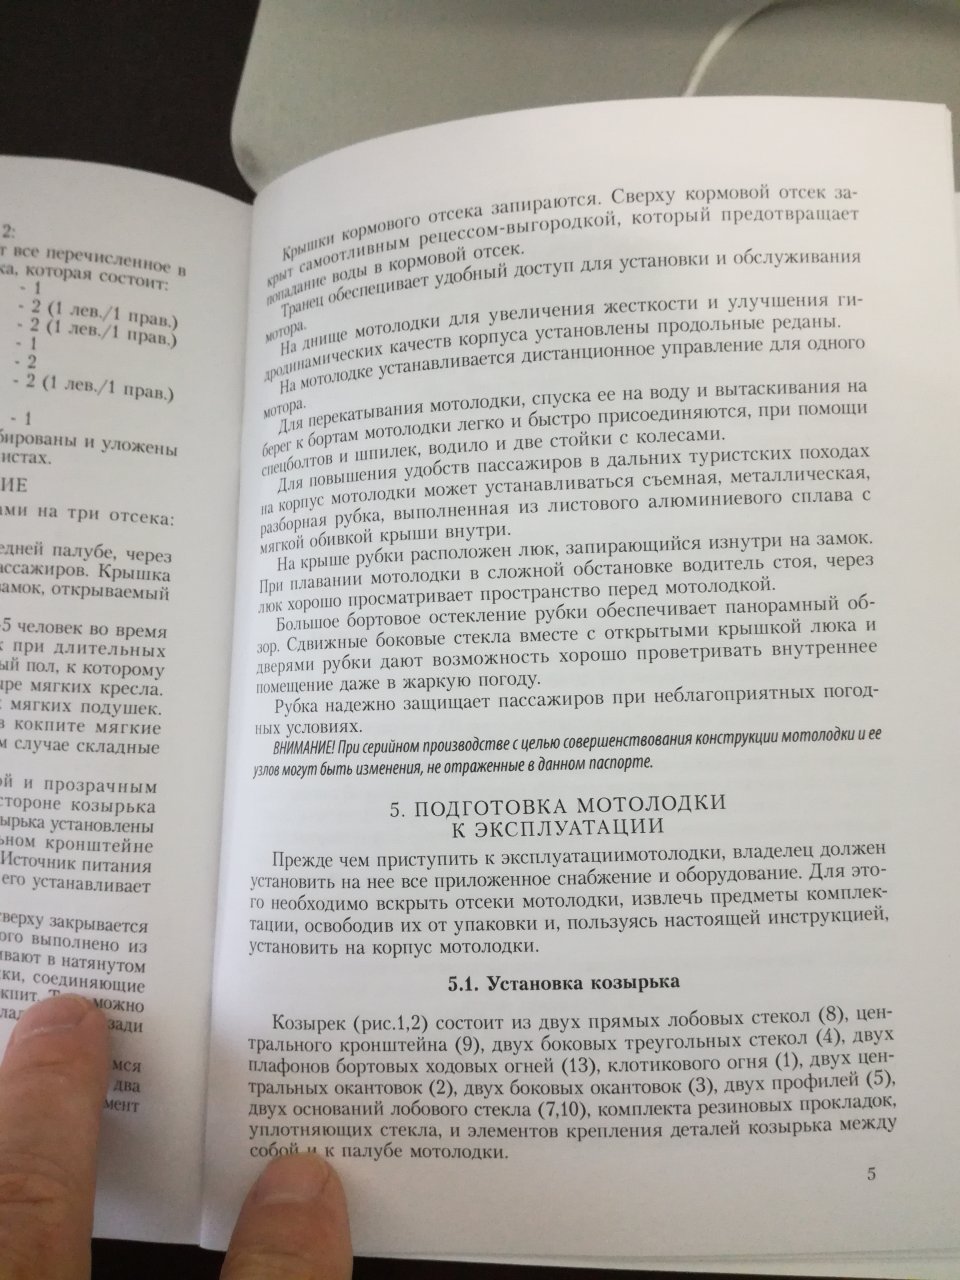 2:
т все перечисленное в
ка, которая состоит:
- 1
- 2 (1 лев./1 прав.)
- 2 (1 лев./1 прав.)
- 1
- 2
- 2 (1 лев./1 прав.)
- 1
бированы и уложены
листах.
ИЕ
ами на три отсека:
едней палубе, через
ассажиров. Крышка
замок, открываемый
-5 человек во время
к при длительных
ый пол, к которому
ыре мягких кресла.
х мягких подушек.
в кокпите мягкие
м случае складные
ой и прозрачным
стороне козырька
ырька установлены
ьном кронштейне
Источник питания
его устанавливает
сверху закрывается
ого выполнено из
ивают в натянутом
ки, соединяющие
кпит. можно
лад зади
мся
два
мент
Крышки кормового отсека запираются. Сверху кормовой отсек за-
крыт самоотливным рецессом-выгородкой, который предотвращает
попадание воды в кормовой отсек.
Транец обеспецивает удобный доступ для установки и обслуживания
мотора.
На днище мотолодки для увеличения жесткости и улучшения ги-
дродинамических качеств корпуса установлены продольные реданы.
На мотолодке устанавливается дистанционное управление для одного
мотора.
Для перекатывания мотолодки, спуска ее на воду и вытаскивания на
берег к бортам мотолодки легко и быстро присоединяются, при помощи
спецболтов и шпилек, водило и две стойки с колесами.
Для повышения удобств пассажиров в дальних туристских походах
на корпус мотолодки может устанавливаться съемная, металлическая,
разборная рубка, выполненная из листового алюминиевого сплава с
мягкой обивкой крыши внутри.
На крыше рубки расположен люк, запирающийся изнутри на замок.
При плавании мотолодки в сложной обстановке водитель стоя, через
люк хорошо просматривает пространство перед мотолодкой.
Большое бортовое остекление рубки обеспечивает панорамный об-
зор. Сдвижные боковые стекла вместе с открытыми крышкой люка и
дверями рубки дают возможность хорошо проветривать внутреннее
помещение даже в жаркую погоду.
Рубка надежно защищает пассажиров при неблагоприятных погод-
ных условиях.
ВНИМАНИЕ! При серийном производстве с целью совершенствования конструкции мотолодки и ее
узлов могут быть изменения, не отраженные в данном паспорте.
5. ПОДГОТОВКА МОТОЛОДКИ
К ЭКСПЛУАТАЦИИ
Прежде чем приступить к эксплуатациимотолодки, владелец должен
установить на нее все приложенное снабжение и оборудование. Для это-
го необходимо вскрыть отсеки мотолодки, извлечь предметы комплек-
тации, освободив их от упаковки и, пользуясь настоящей инструкцией,
установить на корпус мотолодки.
5.1. Установка козырька
Козырек (рис.1,2) состоит из двух прямых лобовых стекол (8), цен-
трального кронштейна (9), двух боковых треугольных стекол (4), двух
плафонов бортовых ходовых огней (13), клотикового огня (1), двух цен-
тральных окантовок (2), двух боковых окантовок (3), двух профилей (5),
двух оснований лобового стекла (7,10), комплекта резиновых прокладок,
уплотняющих стекла, и элементов крепления деталей козырька между
собой и к палубе мотолодки.
5